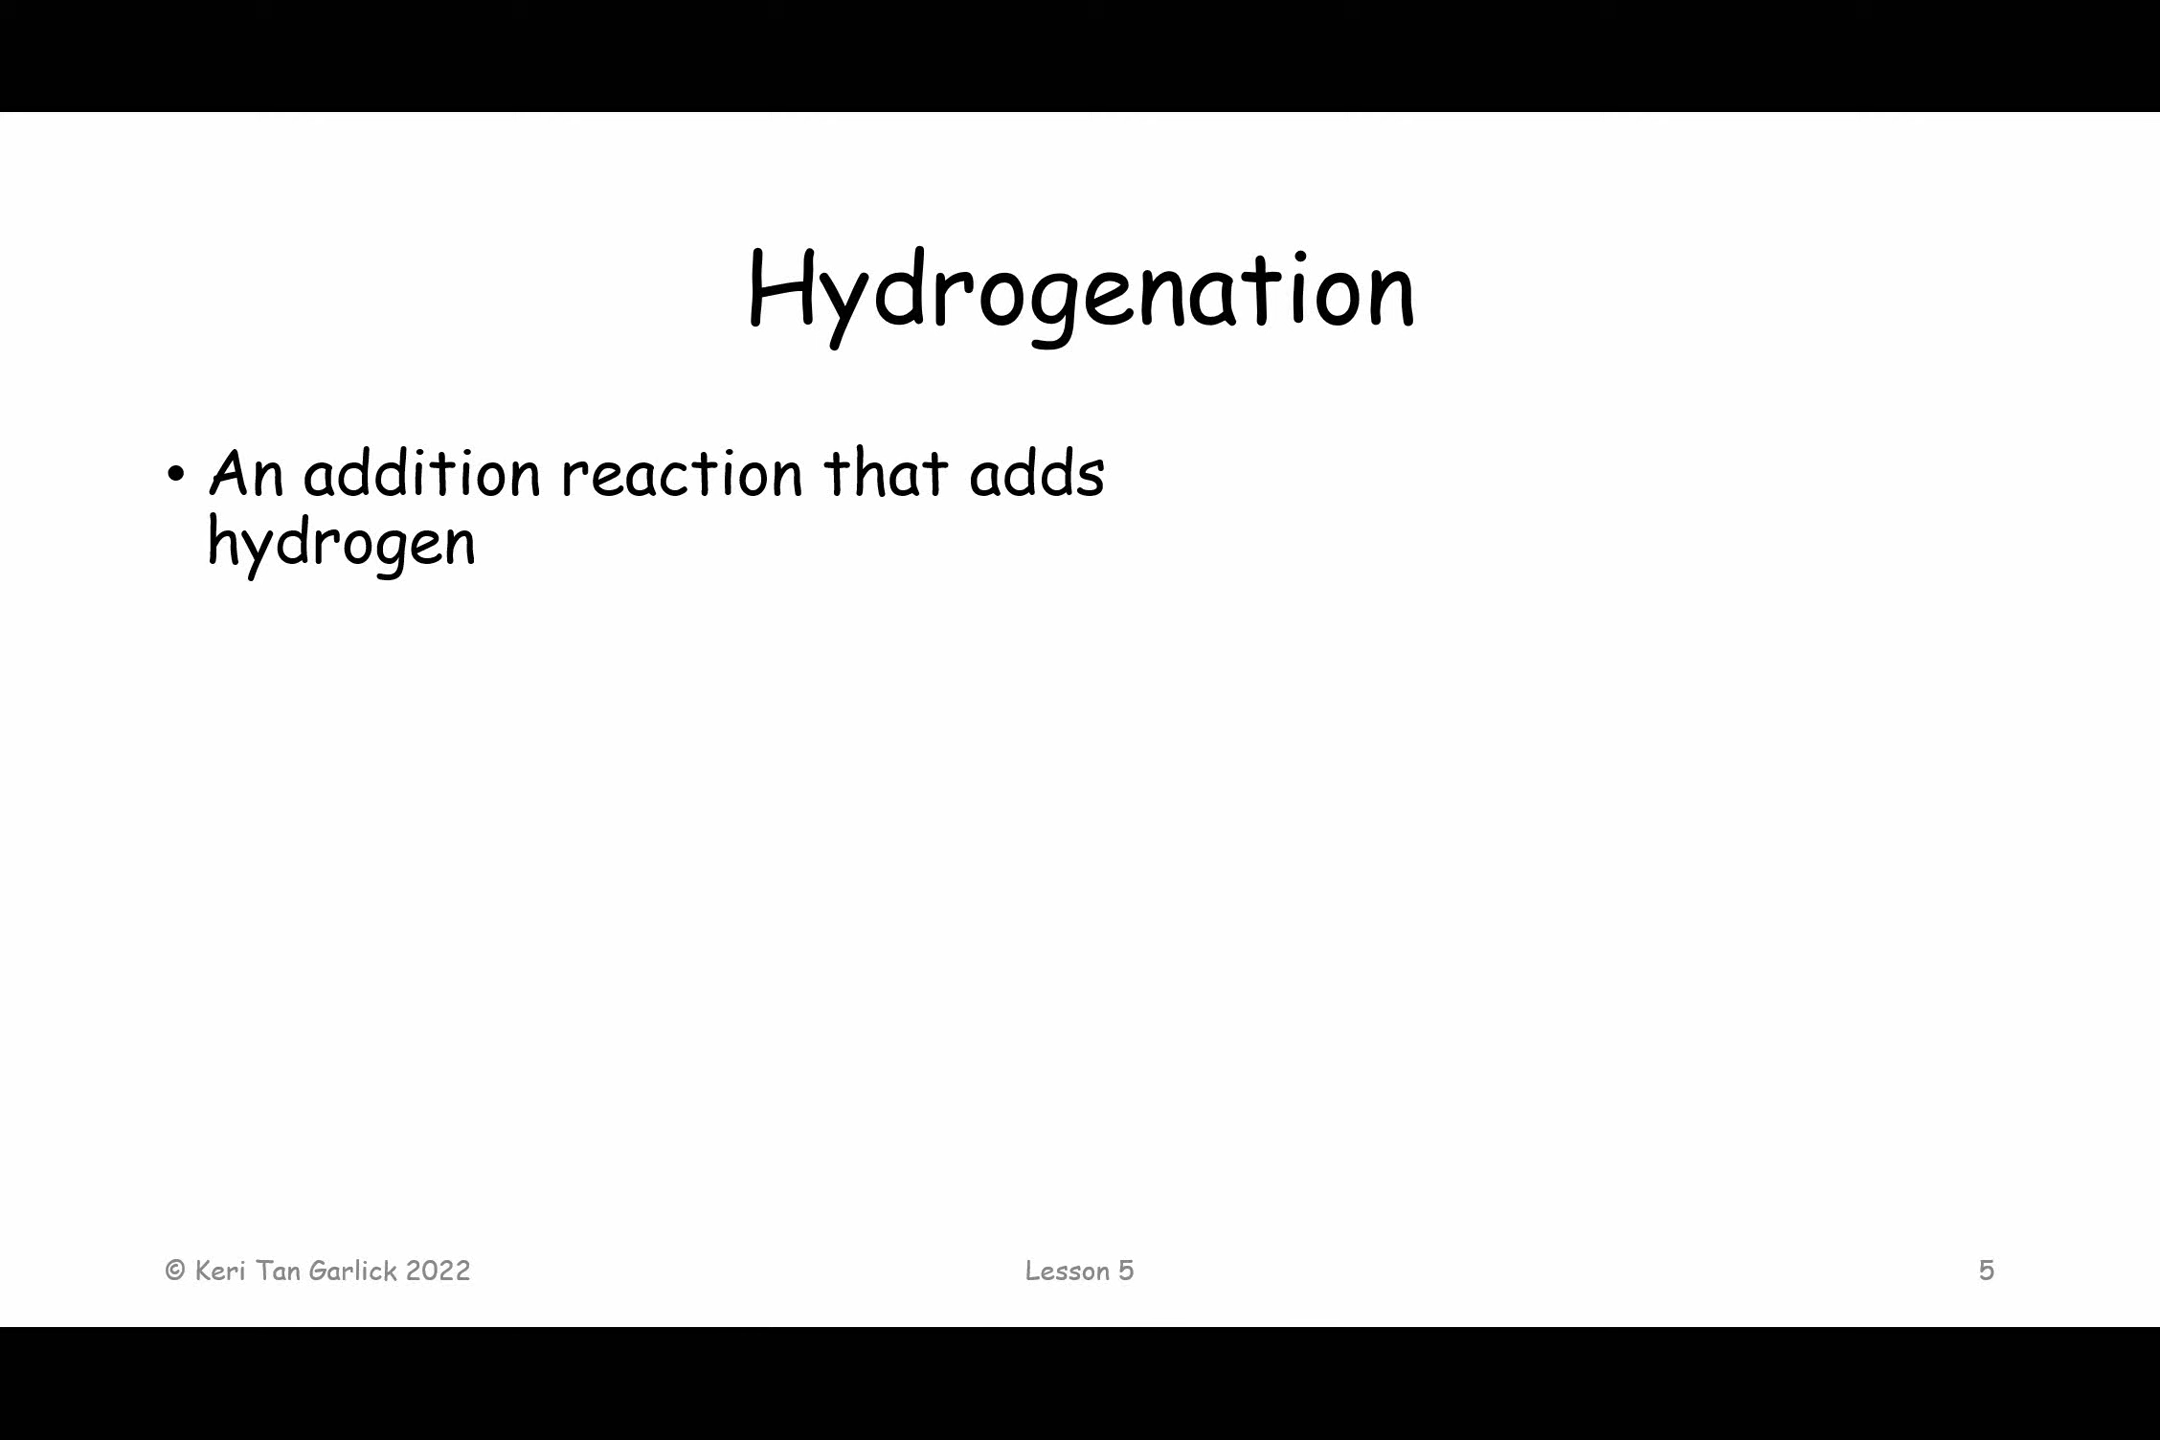 Hydrogenation
• An addition reaction that adds
hydrogen
© Keri Tan Garlick 2022
Lesson 5
5